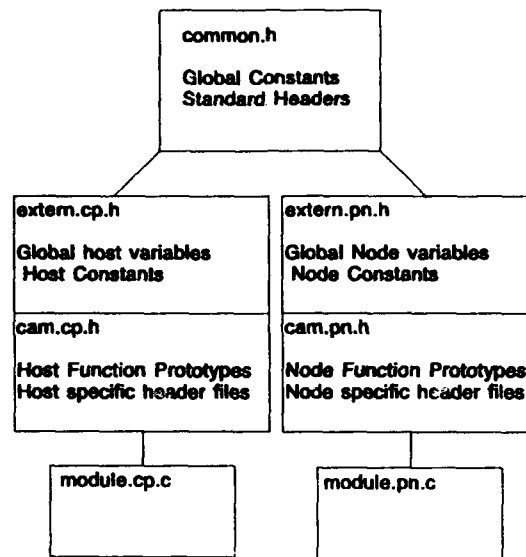 common.h
Global Constants
Standard Headers
extern.cp.h
Global host variables
Host Constants
cam.cp.h
Host Function Prototypes
Host specific header files
module.cp.c
extern.pn.h
Global Node variables
Node Constants
cam.pn.h
Node Function Prototypes
Node specific header files
module.pn.c